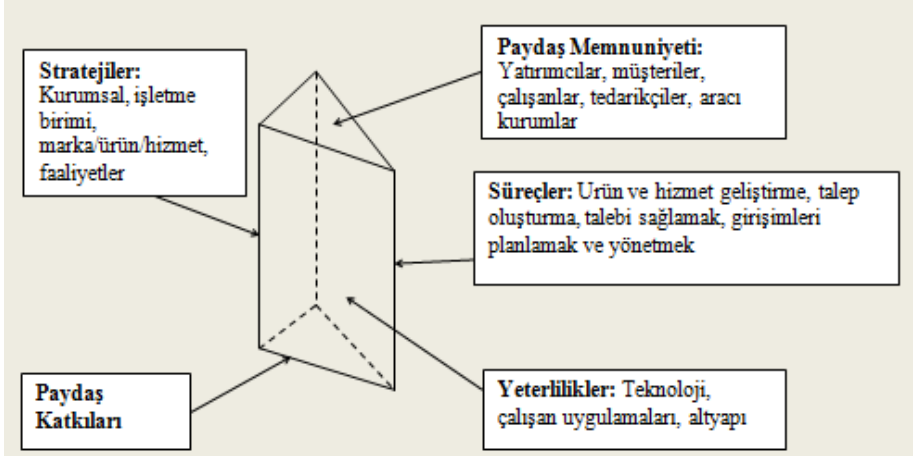 Stratejiler:
Kurumsal, işletme
birimi,
marka/ürün/hizmet,
faaliyetler
Paydaş Memnuniyeti:
Yatırımcılar, müşteriler,
çalışanlar, tedarikçiler, aracı
kurumlar
Süreçler: Urün ve hizmet geliştirme, talep
oluşturma, talebi sağlamak, girişimleri
planlamak ve yönetmek
Paydaş
Katkıları
Yeterlilikler: Teknoloji,
çalışan uygulamaları, altyapı